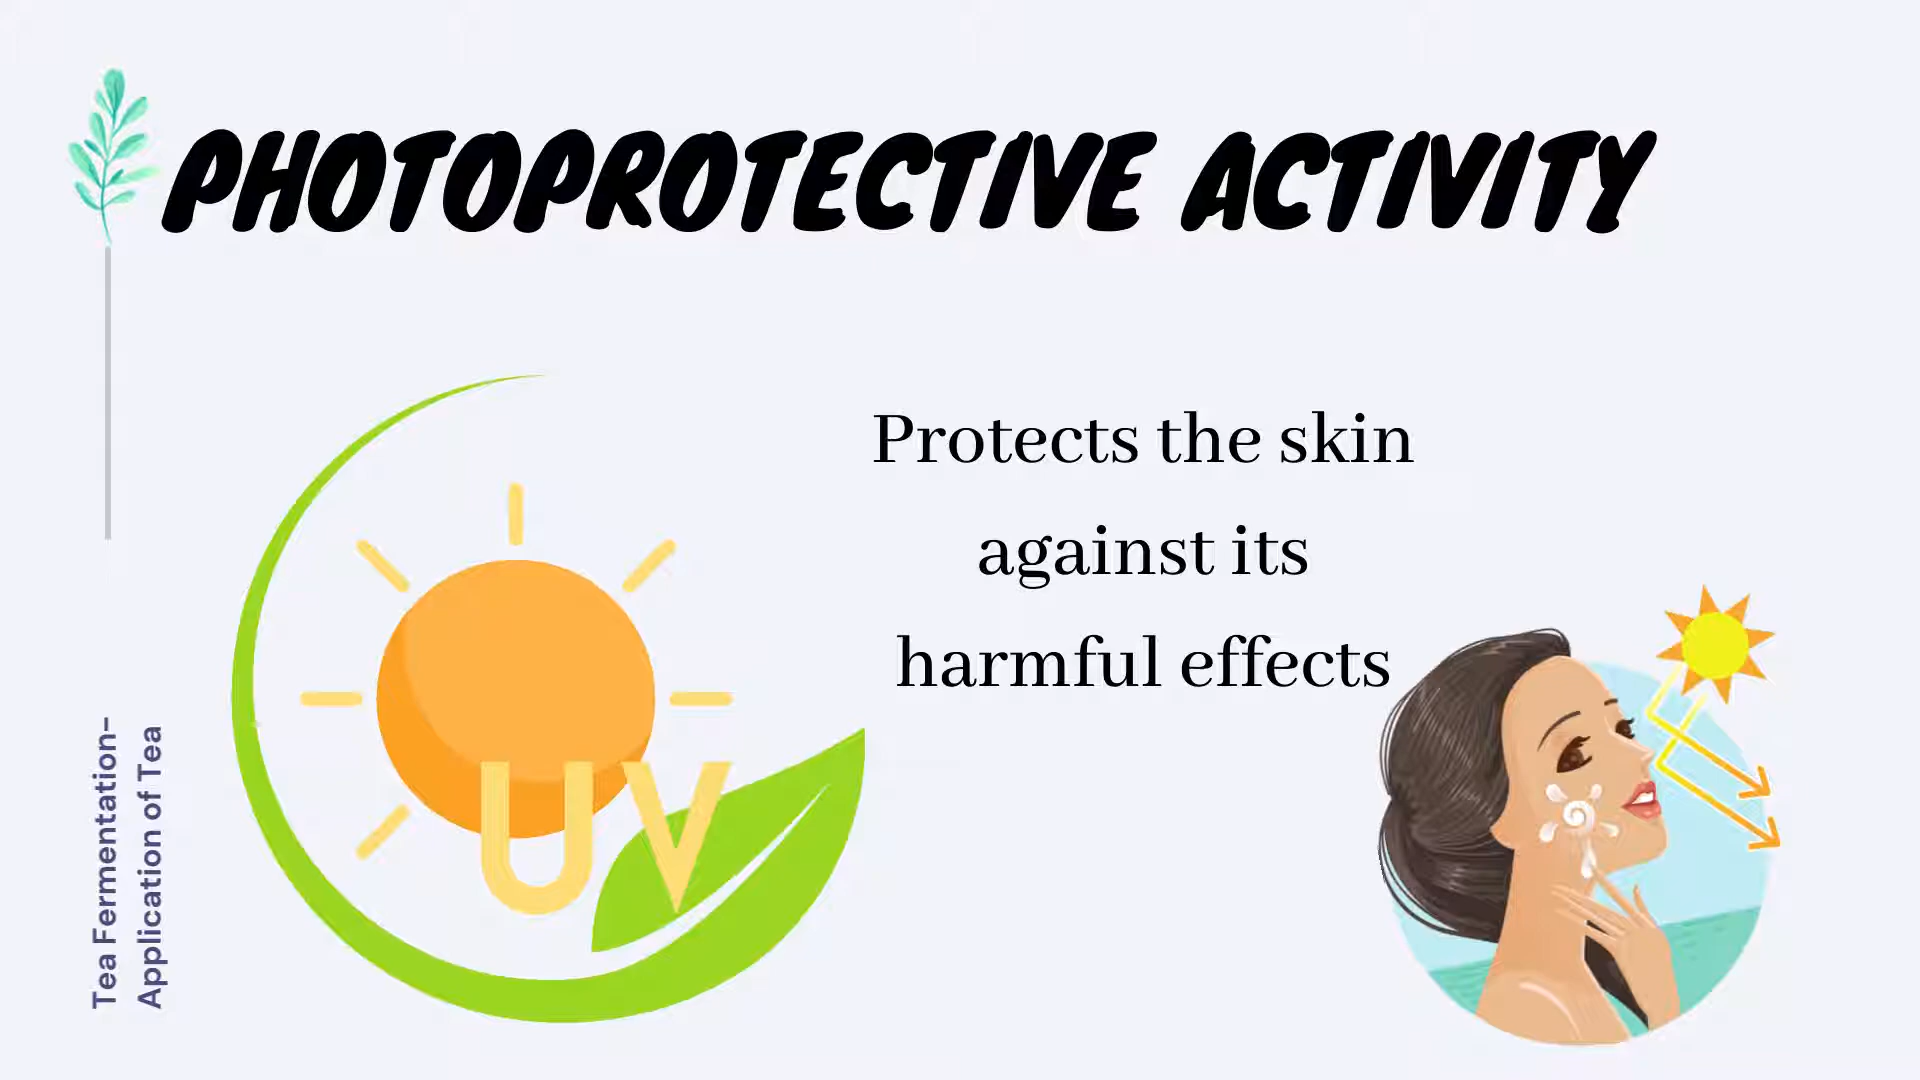 PHOTOPROTECTIVE ACTIVITY
Protects the skin
against its
harmful effects
UV
Tea Fermentation-
Application of Tea